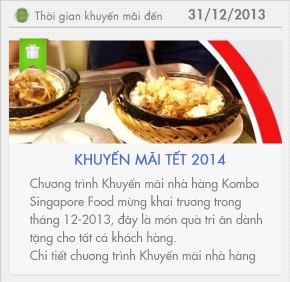 Thời gian khuyến mãi đến 31/12/2013
KHUYẾN MÃI TẾT 2014
Chương trình Khuyến mãi nhà hàng Kombo
Singapore Food mừng khai trương trong
tháng 12-2013, đây là món quà tri ân dành
tặng cho tất cả khách hàng.
Chi tiết chương trình Khuyến mãi nhà hàng